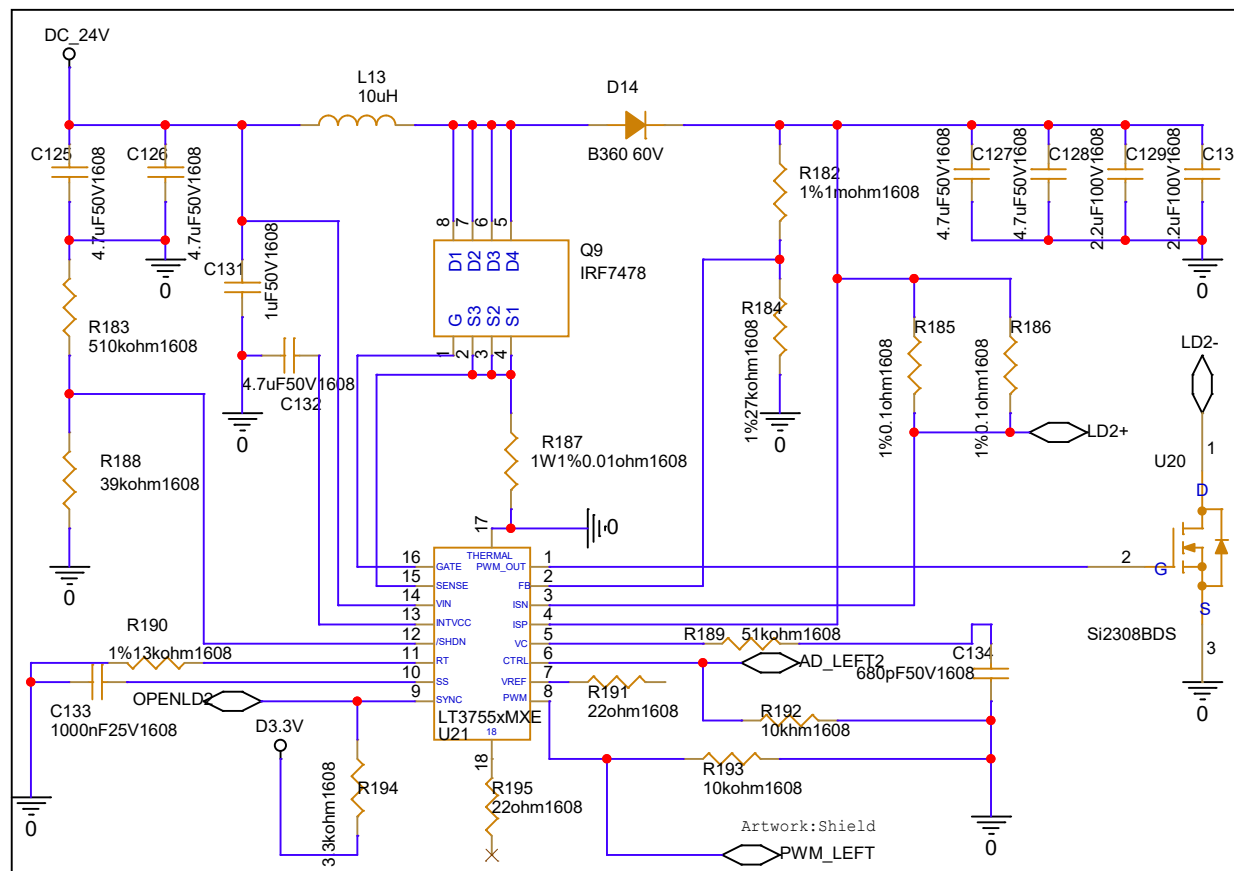 DC_24V
L13
10uH
D14
B360 60V
C125
4.7uF50V1608
C126
4.7uF50V1608
R182
1%1mohm1608
C127
4.7uF50V1608
C128
4.7uF50V1608
C129
2.2uF100V1608
C13
2.2uF100V1608
8
7
6
5
D1
D2
D3
D4
Q9
IRF7478
G
S3
S2
S1
1
2
3
4
0
C131
1uF50V1608
R183
510kohm1608
4.7uF50V1608
C132
0
R184
1%27kohm1608
0
R185
1%0.1ohm1608
R186
1%0.1ohm1608
0
LD2-
LD2+
R187
1W1%0.01ohm1608
R188
39kohm1608
0
0
U20
1
D
2
G
S
3
Si2308BDS
0
17
THERMAL
16
GATE
PWM_OUT
1
15
SENSE
FB
2
14
VIN
ISN
3
13
INTVCC
ISP
4
12
/SHDN
VC
5
11
RT
CTRL
6
10
SS
VREF
7
9
SYNC
PWM
8
LT3755xMXE
U21
18
18
R190
1%13kohm1608
C133
1000nF25V1608
OPENLD2
0
D3.3V
R194
3.3kohm1608
R195
22ohm1608
R189
51kohm1608
C134
680pF50V1608
AD_LEFT2
R191
22ohm1608
R192
10khm1608
R193
10kohm1608
0
Artwork:Shield
PWM_LEFT